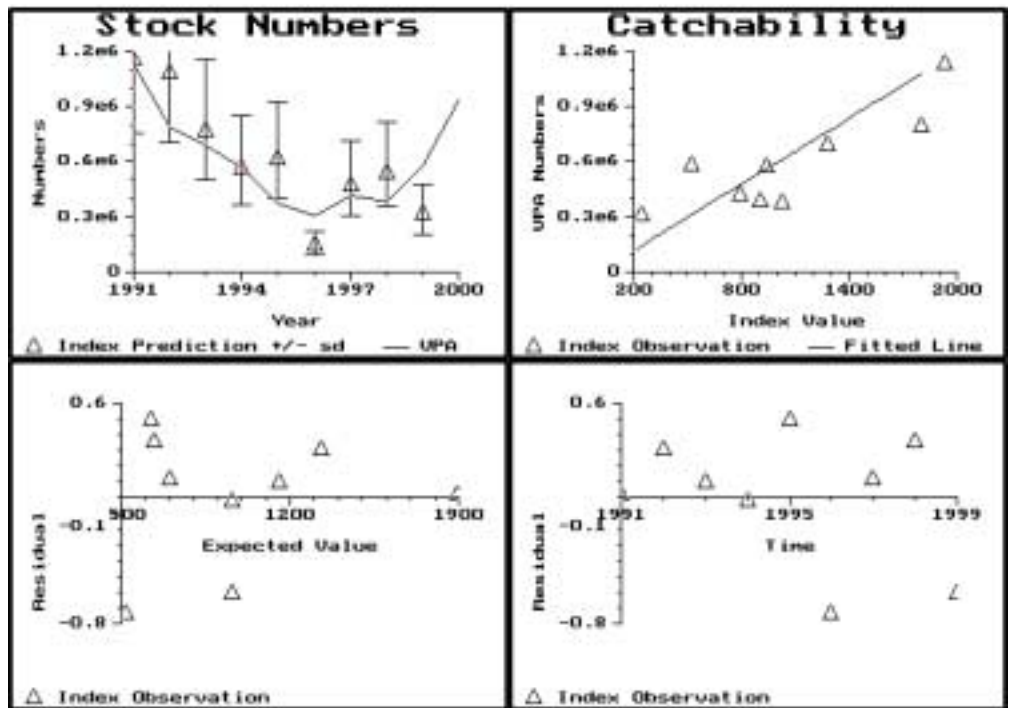 Stock Numbers
1.2e6
0.9e6
0.6e6
0.3e6
0
Numbers
1991 1994 1997 2000
Year
Index Prediction +/- sd VPA
Catchability
1.2e6
0.9e6
0.6e6
0.3e6
0
VPA Numbers
200 800 1400 2000
Index Value
Index Observation Fitted Line
0.6
-0.1
-0.8
Residual
500 1200 1900
Expected Value
Index Observation
0.6
-0.1
-0.8
Residual
1991 1995 1999
Time
Index Observation